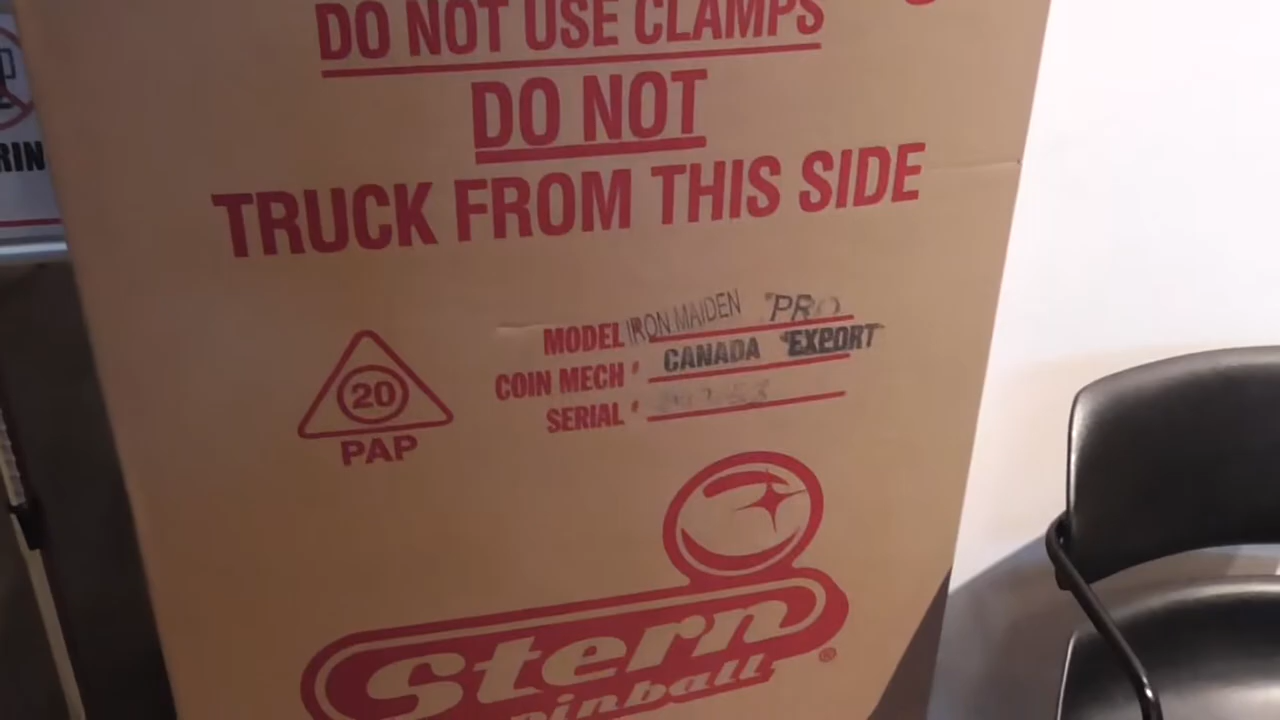 DO NOT USE CLAMPS
DO NOT
TRUCK FROM THIS SIDE
MODEL IRON MAIDEN "PRO
COIN MECH CANADA "EXPORT
SERIAL
20
PAP
Stern
Pinball
®